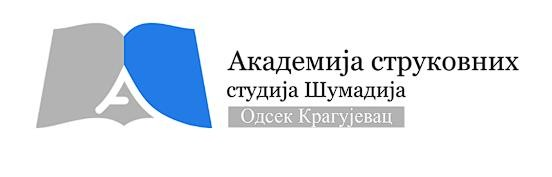 Академија струковних
студија Шумадија
Одсек Крагујевац